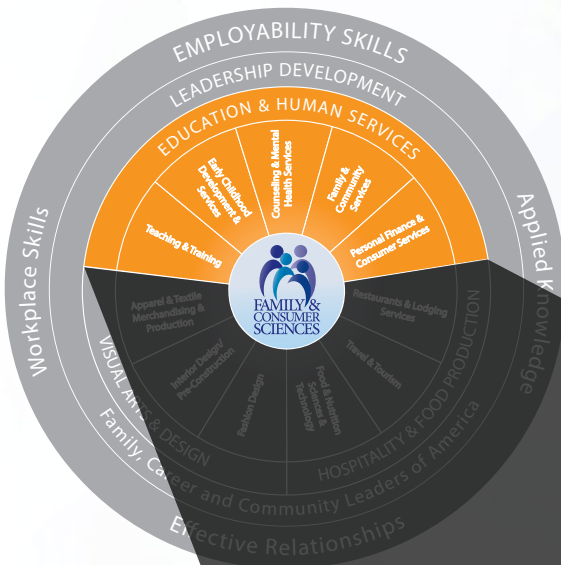 EMPLOYABILITY SKILLS
LEADERSHIP DEVELOPMENT
EDUCATION & HUMAN SERVICES
Teaching & Training
Early Childhood
Development &
Services
Counseling & Mental
Health Services
Family &
Community
Services
Personal Finance &
Consumer Services
Workplace Skills
Applied Knowledge
FAMILY &
CONSUMER
SCIENCES
Apparel & Textile
Merchandising &
Production
Interior Design/
Pre-Construction
Fashion Design
Food & Nutrition
Sciences &
Technology
Travel & Tourism
Restaurants & Lodging
Services
VISUAL ARTS & DESIGN
HOSPITALITY & FOOD PRODUCTION
Family, Career and Community Leaders of America
Effective Relationships